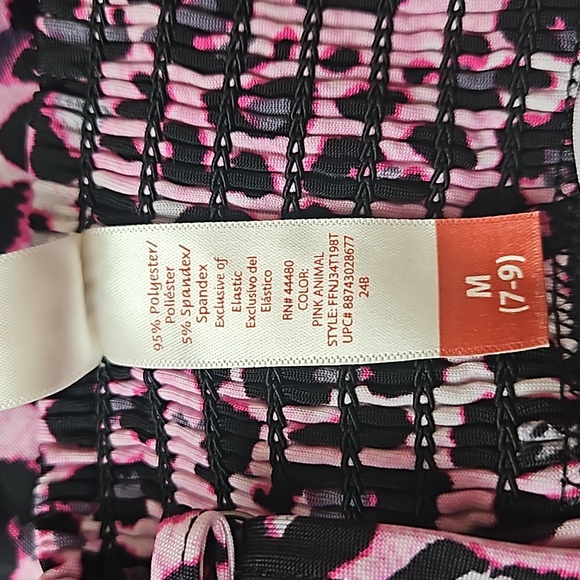 95% Polyester/
Poliéster
5% Spandex/
Spandex
Exclusive of
Elastic
Exclusivo del
Elástico
RN# 44480
COLOR:
PINK ANIMAL
STYLE: FFNJ34T198T
UPC# 88743028677
24B
M
(7-9)